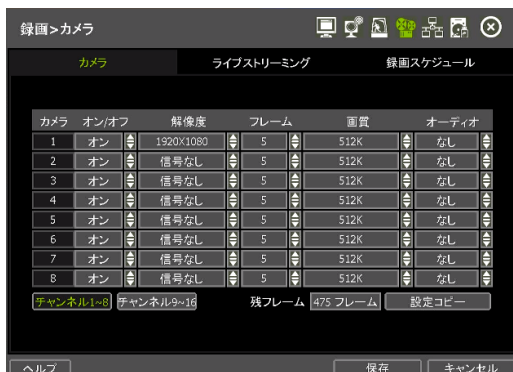 録画>カメラ
カメラ ライブストリーミング 録画スケジュール
カメラ オン/オフ 解像度 フレーム 画質 オーディオ
1 オン 1920X1080 5 512K なし
2 オン 信号なし 5 512K なし
3 オン 信号なし 5 512K なし
4 オン 信号なし 5 512K なし
5 オン 信号なし 5 512K なし
6 オン 信号なし 5 512K なし
7 オン 信号なし 5 512K なし
8 オン 信号なし 5 512K なし
チャンネル1~8 チャンネル9~16 残フレーム 475 フレーム 設定コピー
ヘルプ 保存 キャンセル